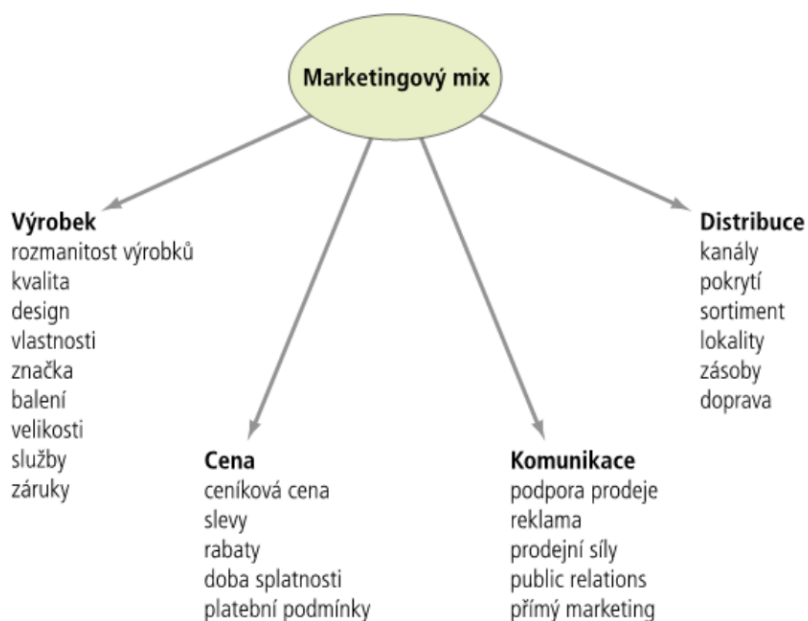 Marketingový mix
Výrobek
rozmanitost výrobků
kvalita
design
vlastnosti
značka
balení
velikosti
služby
záruky
Cena
ceníková cena
slevy
rabaty
doba splatnosti
platební podmínky
Komunikace
podpora prodeje
reklama
prodejní síly
public relations
přímý marketing
Distribuce
kanály
pokrytí
sortiment
lokality
zásoby
doprava